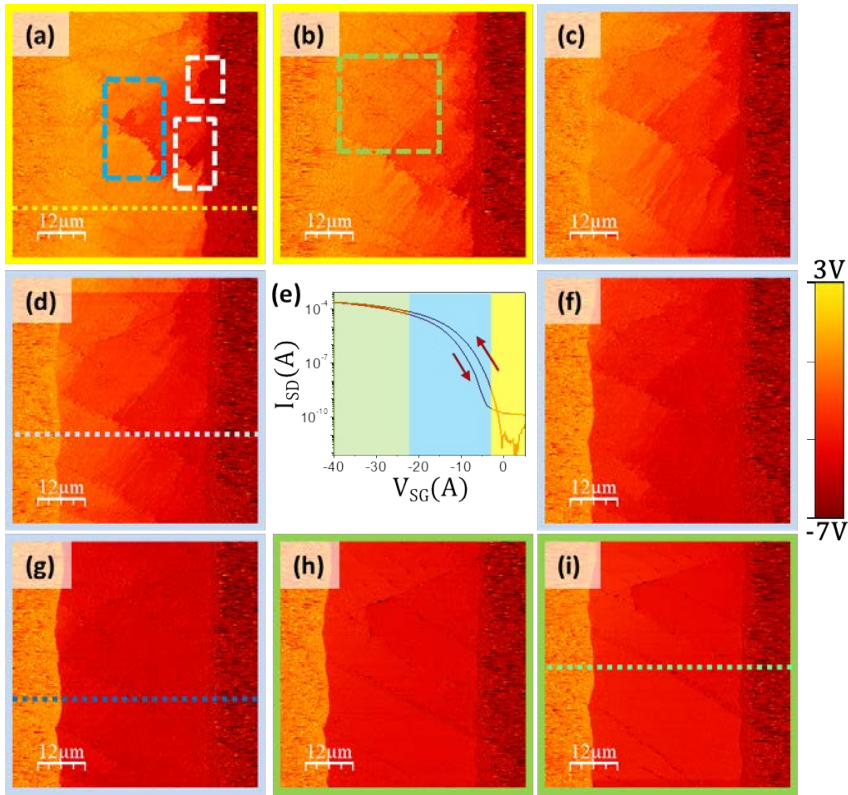 (a)
12µm
(b)
12µm
(c)
12µm
(d)
12µm
(e)
I_SD(A)
10⁻⁴
10⁻⁷
10⁻¹⁰
-40 -30 -20 -10 0
V_SG(A)
(f)
12µm
3V
-7V
(g)
12µm
(h)
12µm
(i)
12µm